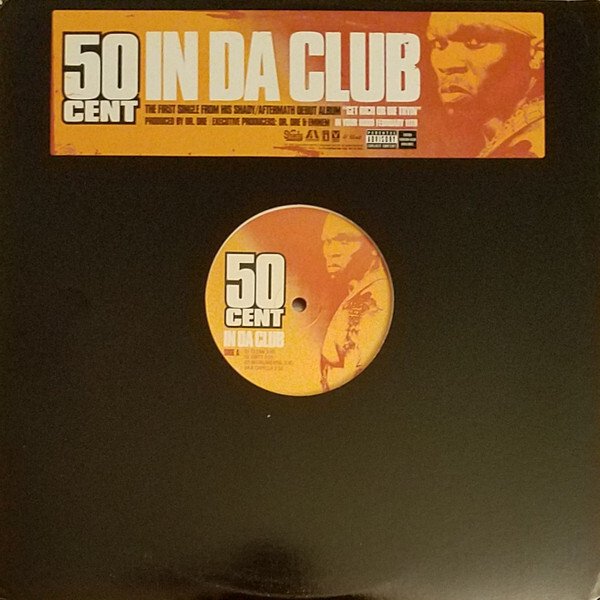 50
CENT
IN DA CLUB
THE FIRST SINGLE FROM HIS SHADY/AFTERMATH DEBUT ALBUM "GET RICH OR DIE TRYIN"
PRODUCED BY DR. DRE | EXECUTIVE PRODUCERS: DR. DRE & EMINEM
PARENTAL
ADVISORY
EXPLICIT CONTENT
50
CENT
IN DA CLUB
SIDE A